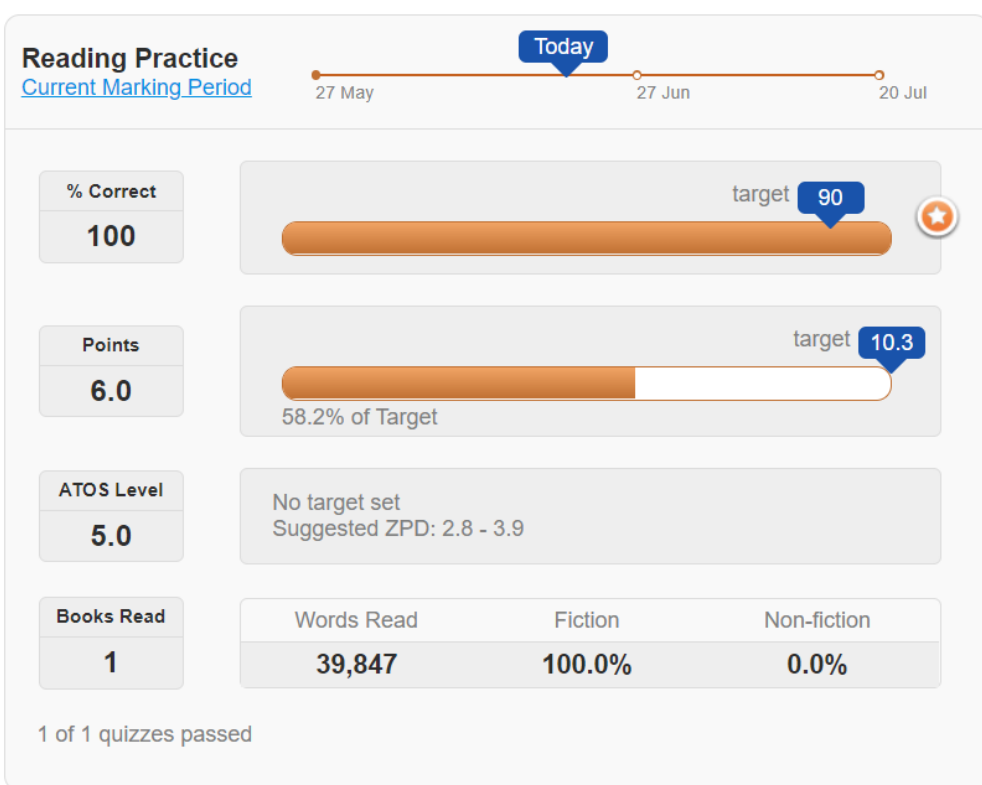 Reading Practice
Current Marking Period
Today
27 May
27 Jun
20 Jul
% Correct
100
target 90
Points
6.0
target 10.3
58.2% of Target
ATOS Level
5.0
No target set
Suggested ZPD: 2.8 - 3.9
Books Read
1
Words Read Fiction Non-fiction
39,847 100.0% 0.0%
1 of 1 quizzes passed